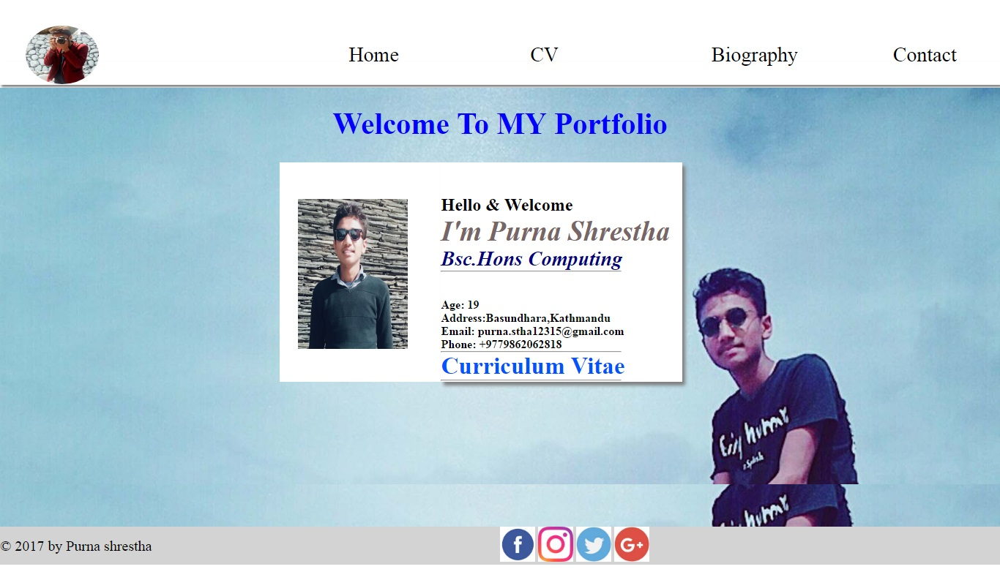 Home
CV
Biography
Contact
Welcome To MY Portfolio
Hello & Welcome
I'm Purna Shrestha
Bsc.Hons Computing
Age: 19
Address:Basundhara,Kathmandu
Email: purna.stha12315@gmail.com
Phone: +9779862062818
Curriculum Vitae
© 2017 by Purna shrestha